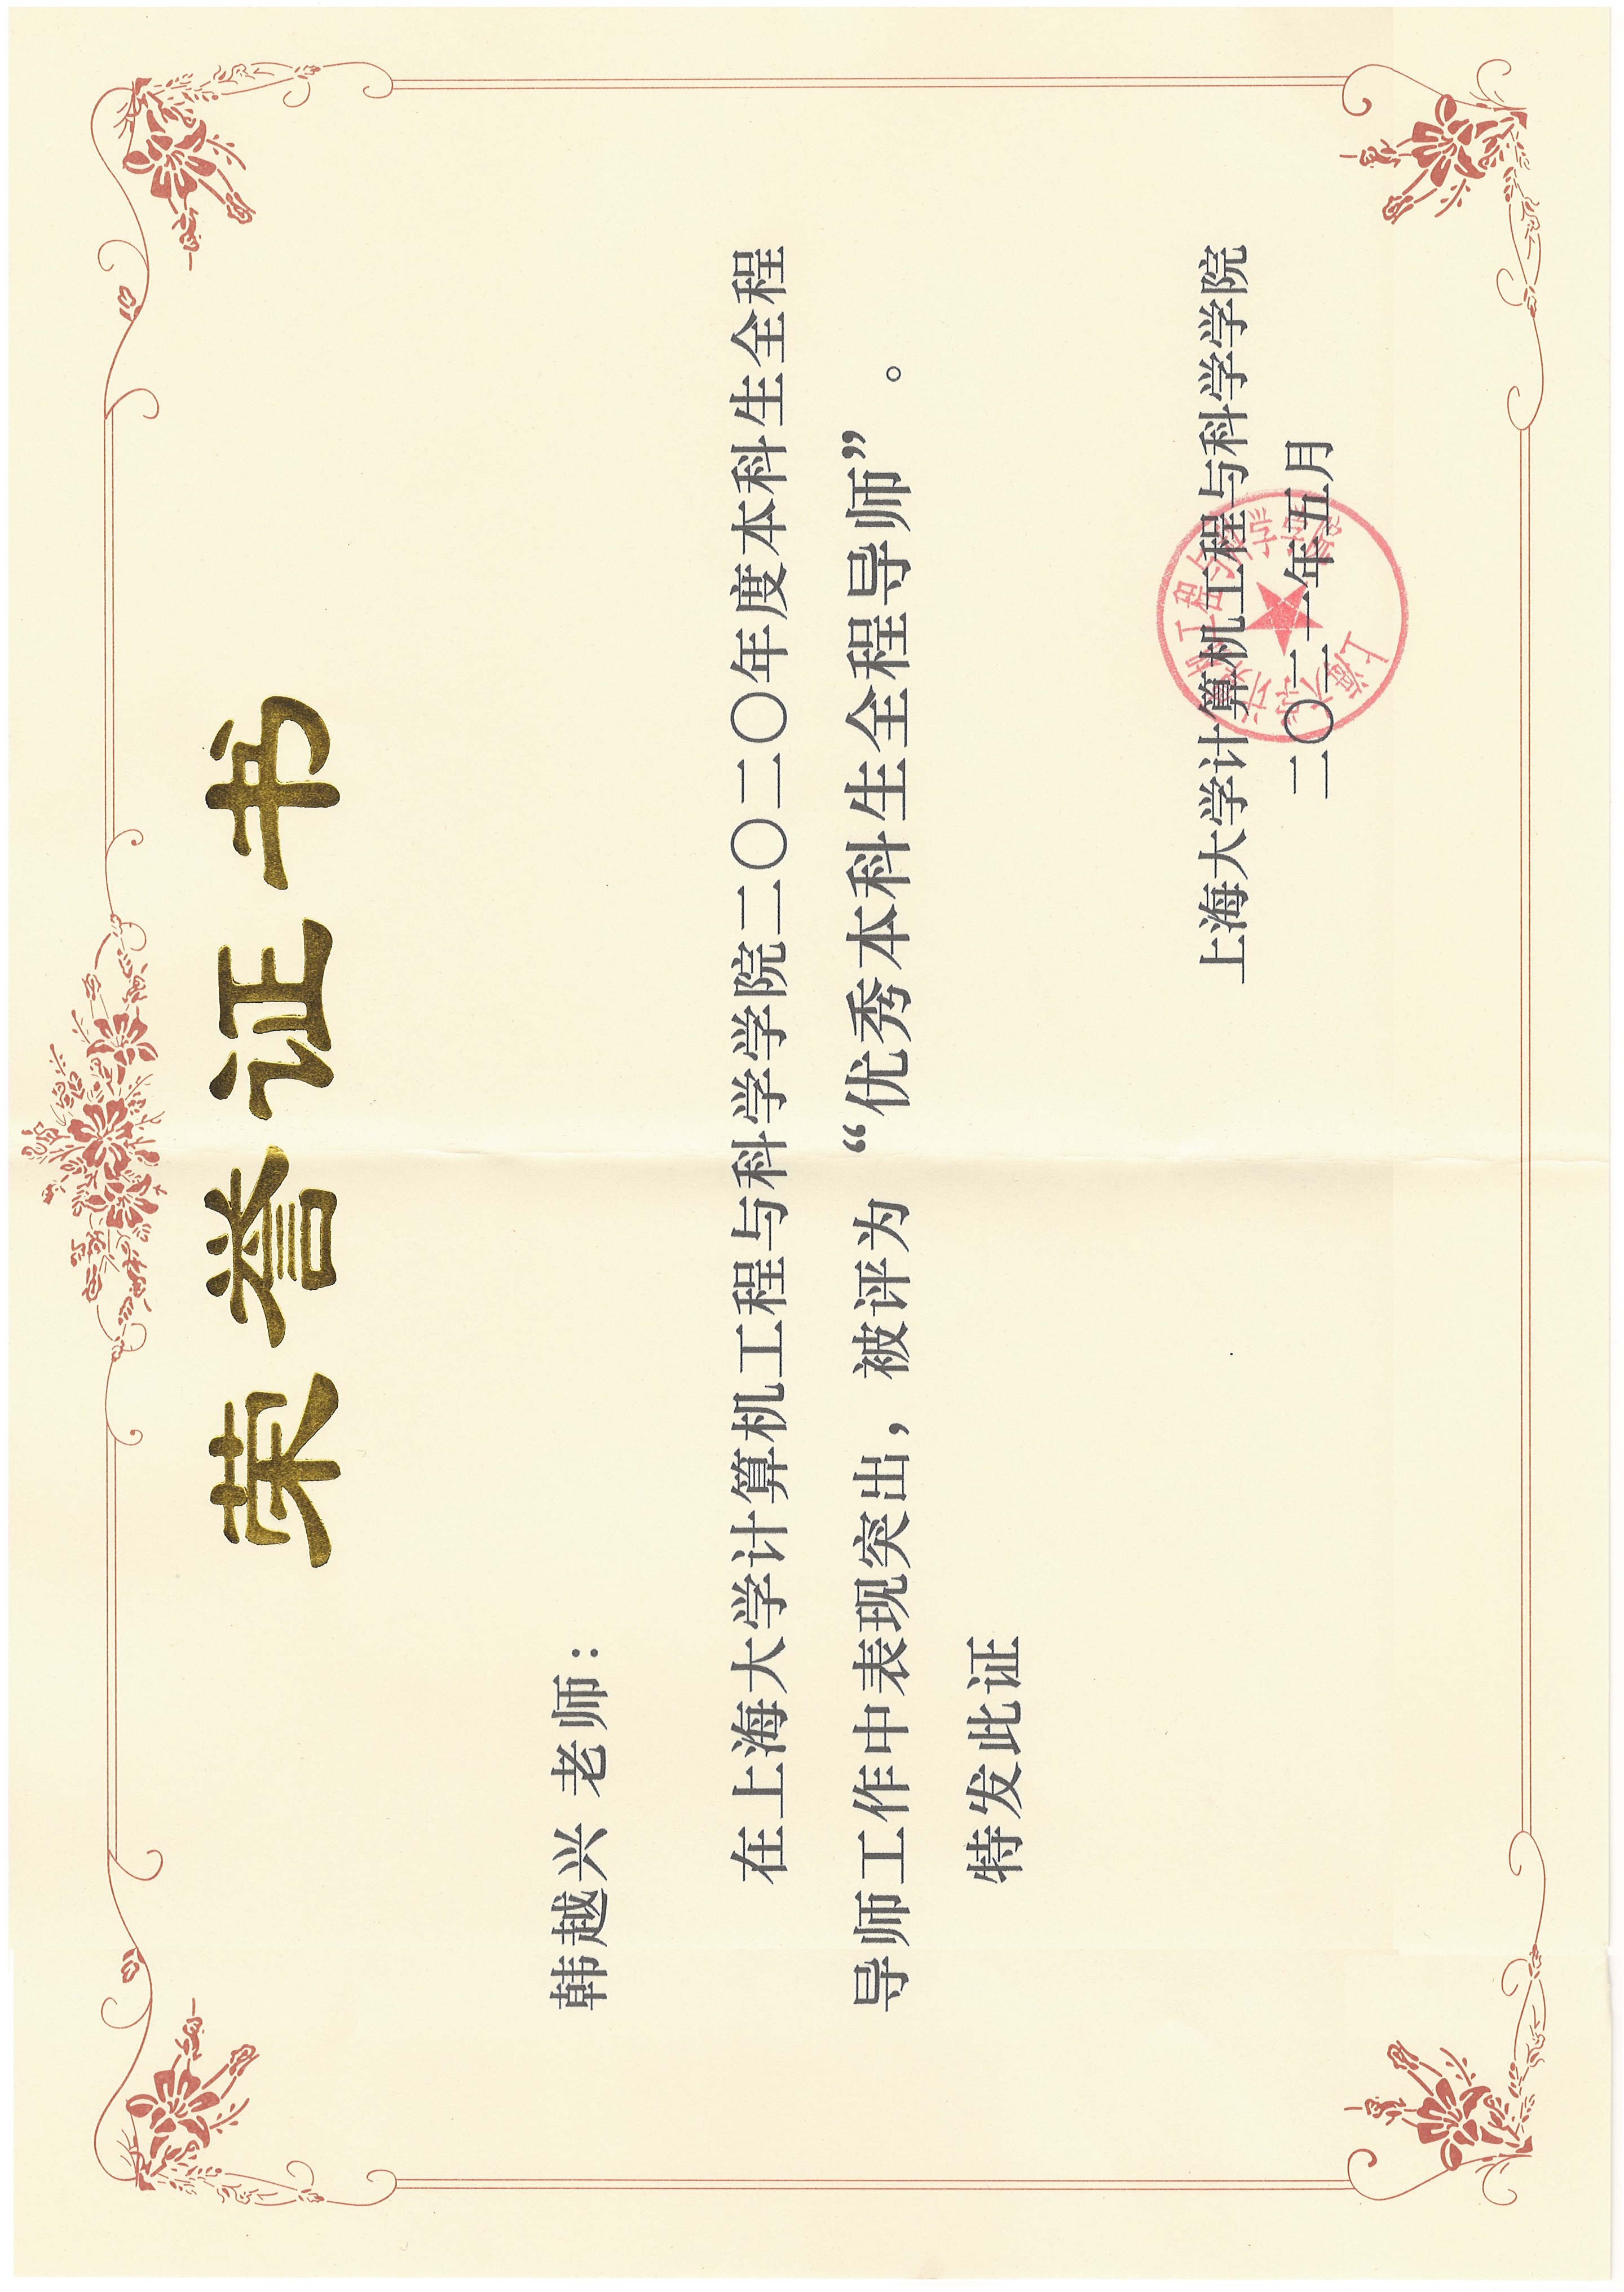 荣誉证书
韩越兴 老师：
在上海大学计算机工程与科学学院二〇二〇年度本科生全程
导师工作中表现突出，被评为“优秀本科生全程导师”。
特发此证
上海大学计算机工程与科学学院
二〇二一年五月
上海大学计算机工程与科学学院